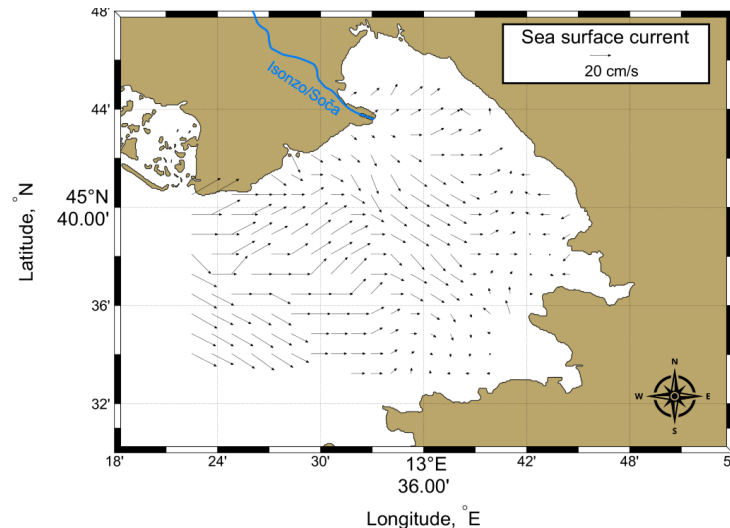 48'
Sea surface current
20 cm/s
Isonzo/Soča
44'
45°N
40.00'
Latitude, °N
36'
32'
N
W
E
S
18'
24'
30'
13°E
36.00'
42'
48'
Longitude, °E